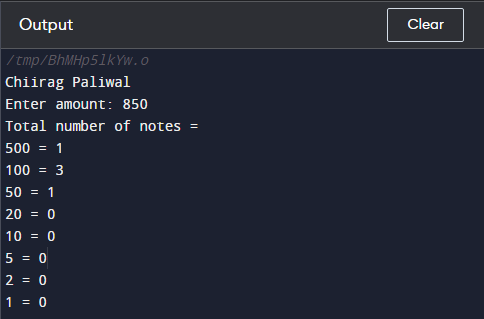 Output
Clear
/tmp/BhMHp5lkYw.o
Chiirag Paliwal
Enter amount: 850
Total number of notes =
500 = 1
100 = 3
50 = 1
20 = 0
10 = 0
5 = 0
2 = 0
1 = 0